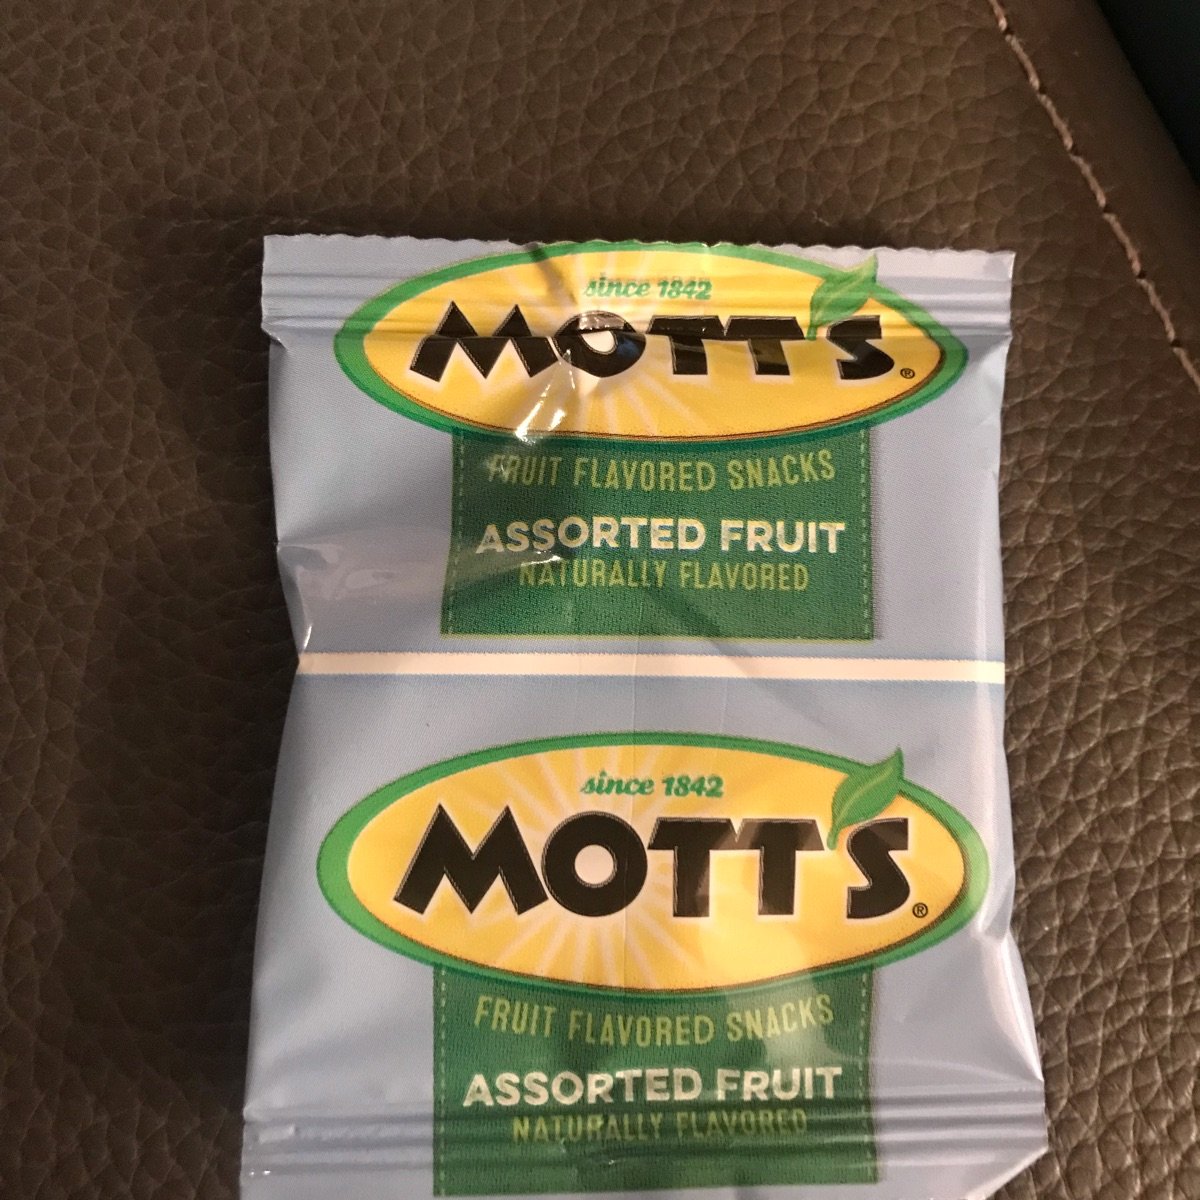 since 1842
MOTT'S®
FRUIT FLAVORED SNACKS
ASSORTED FRUIT
NATURALLY FLAVORED
since 1842
MOTT'S®
FRUIT FLAVORED SNACKS
ASSORTED FRUIT
NATURALLY FLAVORED